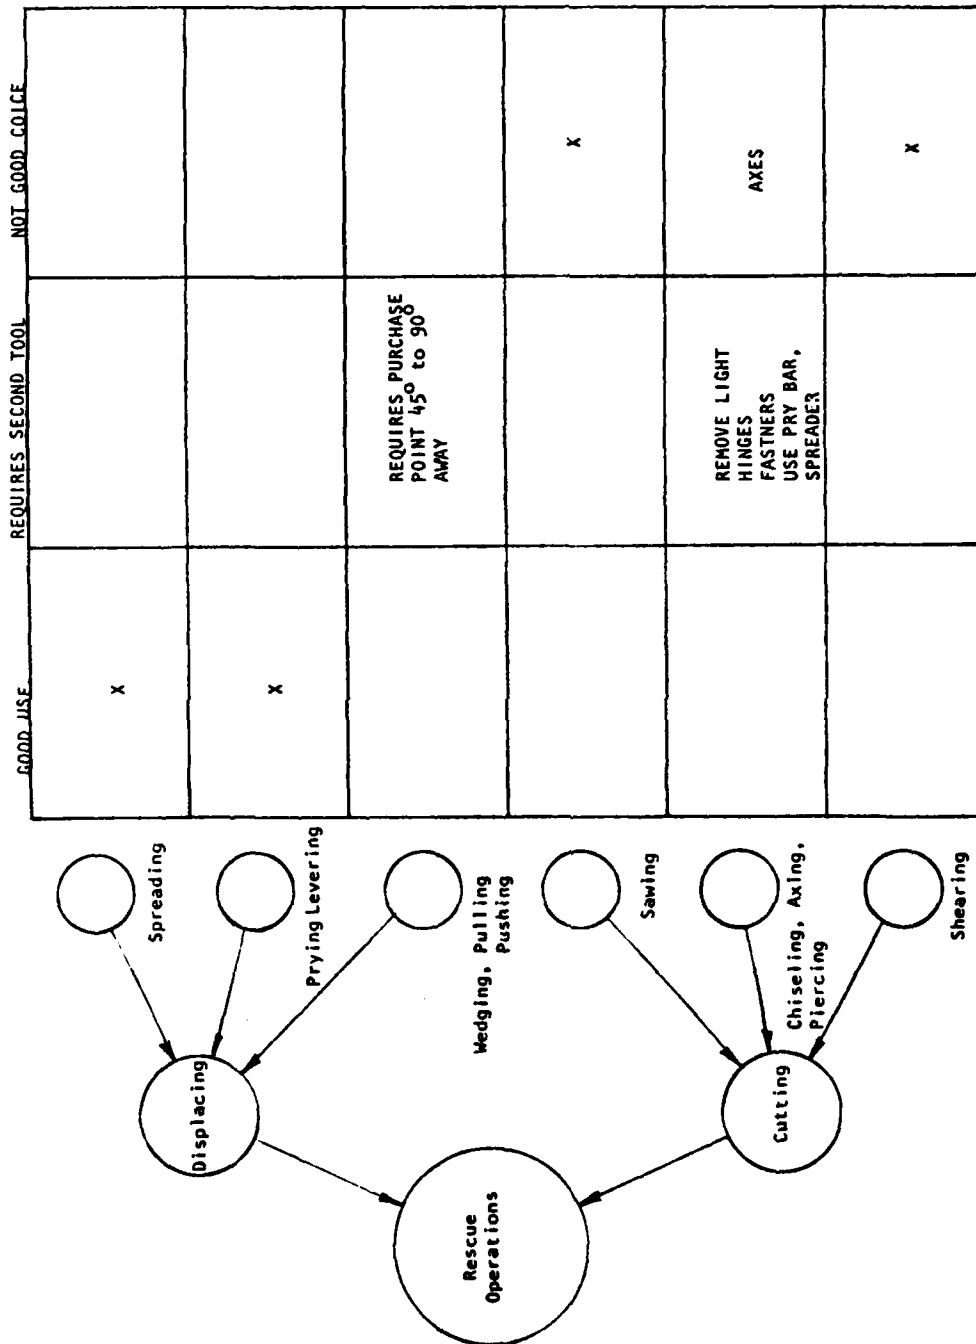 GOOD USE
REQUIRES SECOND TOOL
NOT GOOD COICE
Rescue
Operations
Displacing
Spreading
X
Prying Levering
X
Wedging, Pulling
Pushing
REQUIRES PURCHASE
POINT 45° to 90°
AWAY
Cutting
Sawing
X
Chiseling, Axing,
Piercing
REMOVE LIGHT
HINGES
FASTNERS
USE PRY BAR,
SPREADER
AXES
Shearing
X